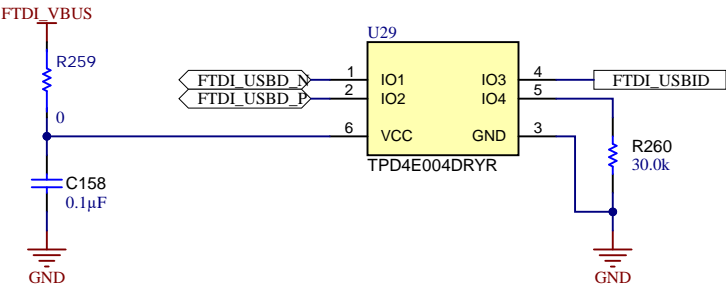 FTDI_VBUS
R259
0
C158
0.1µF
GND
U29
FTDI_USBD_N
FTDI_USBD_P
1
2
6
IO1
IO2
VCC
IO3
IO4
GND
4
5
3
TPD4E004DRYR
FTDI_USBID
R260
30.0k
GND